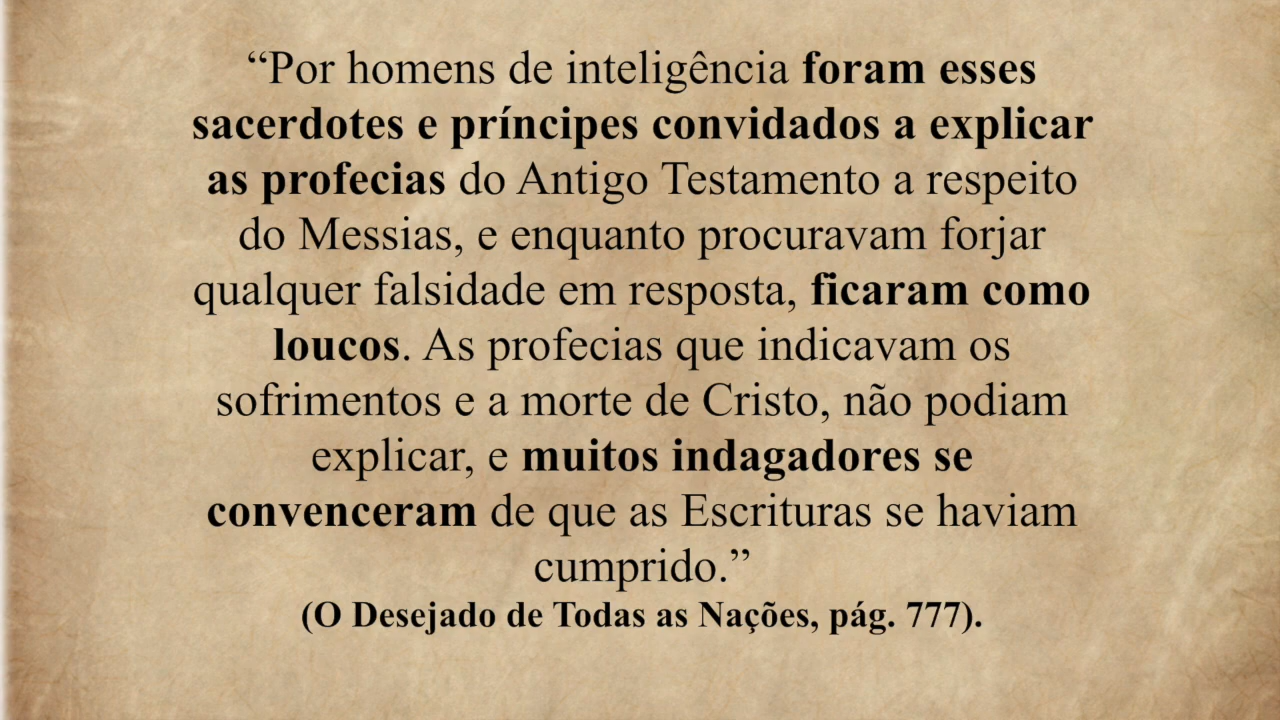 “Por homens de inteligência foram esses
sacerdotes e príncipes convidados a explicar
as profecias do Antigo Testamento a respeito
do Messias, e enquanto procuravam forjar
qualquer falsidade em resposta, ficaram como
loucos. As profecias que indicavam os
sofrimentos e a morte de Cristo, não podiam
explicar, e muitos indagadores se
convenceram de que as Escrituras se haviam
cumprido.”
(O Desejado de Todas as Nações, pág. 777).